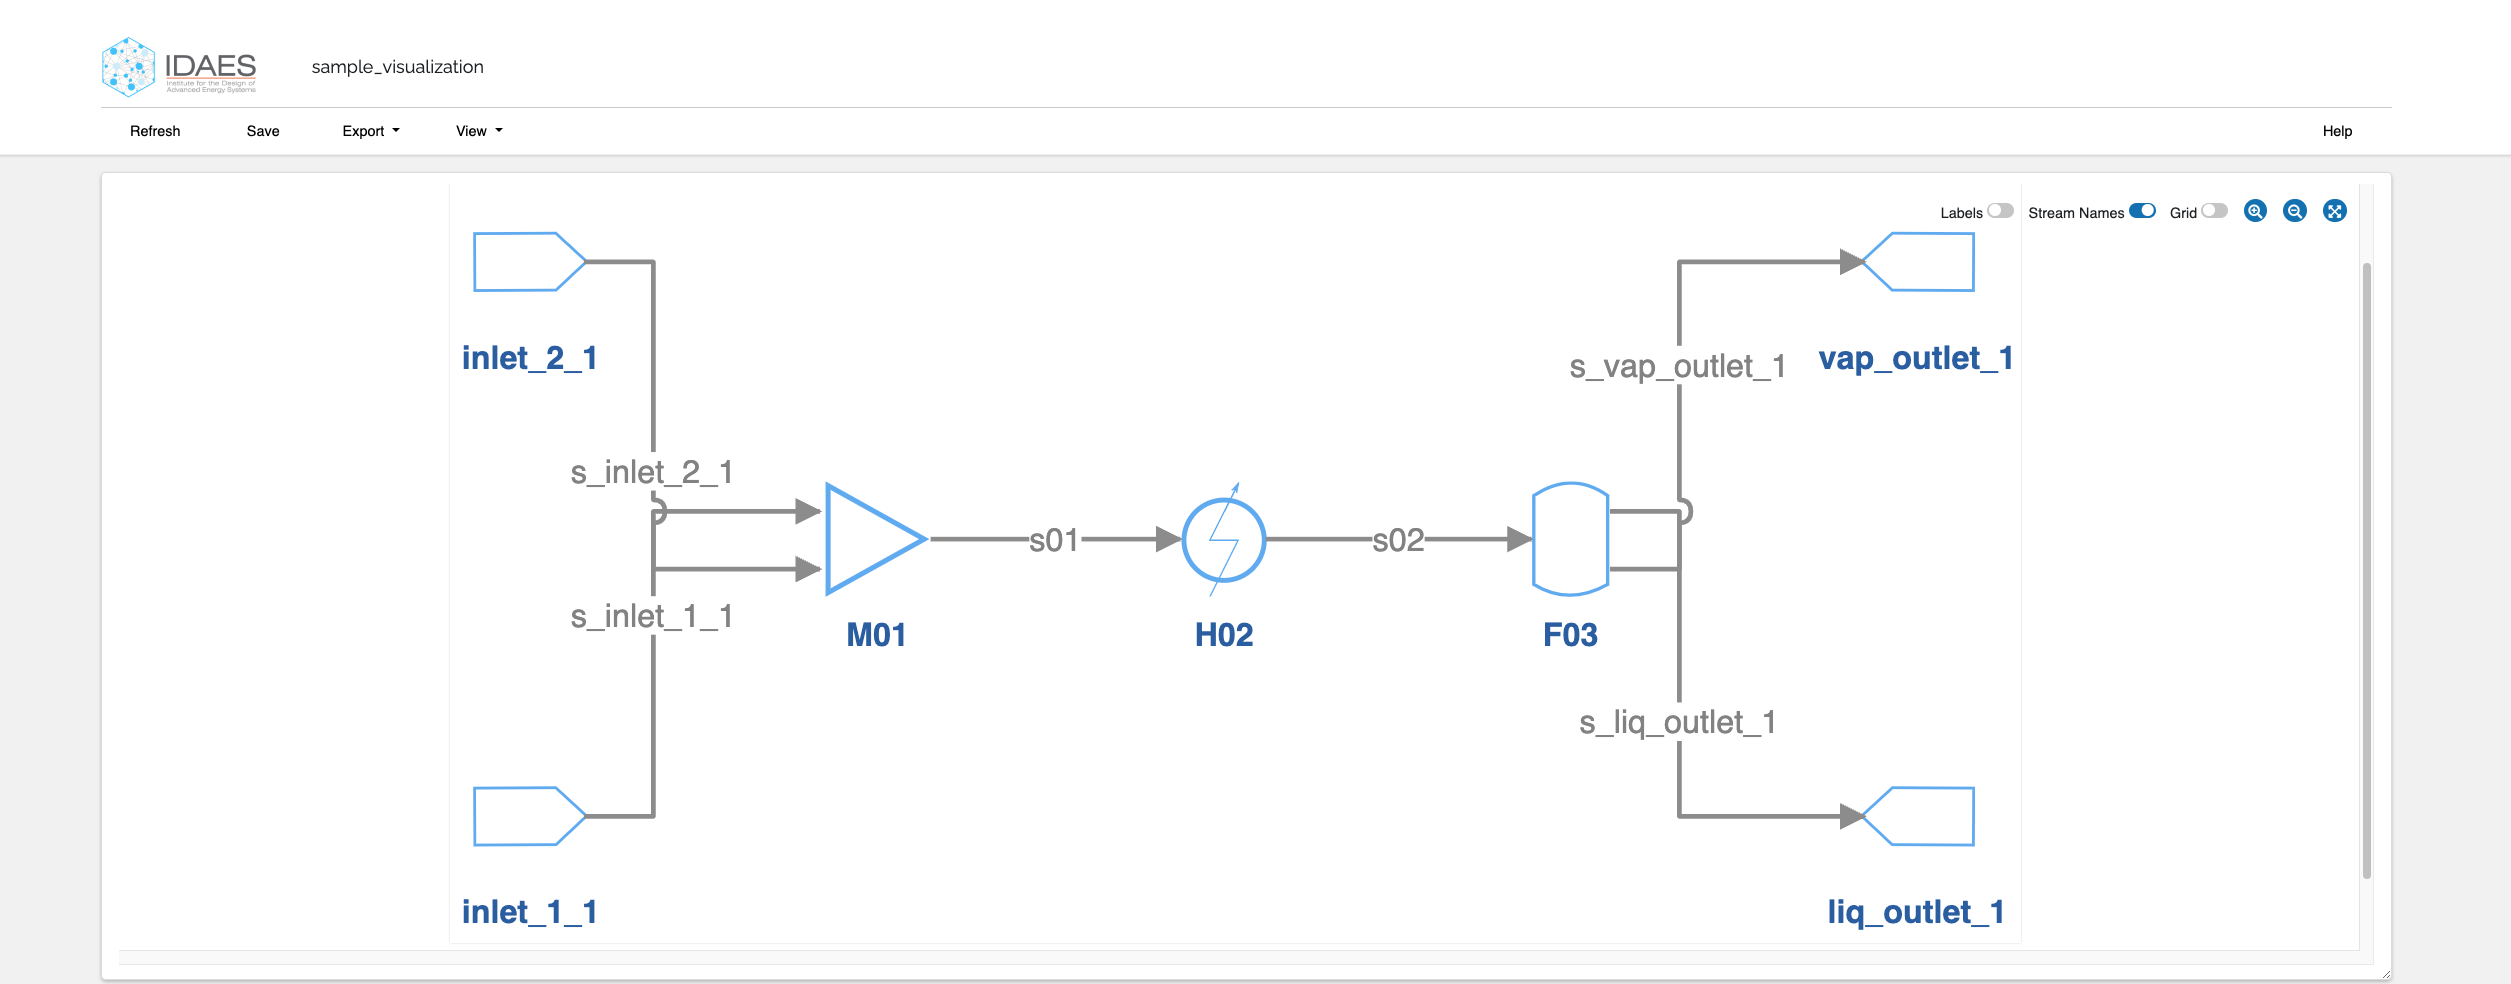 IDAES
Institute for the Design of
Advanced Energy Systems
sample_visualization
Refresh Save Export View Help
Labels Stream Names Grid
inlet_2_1
s_vap_outlet_1
vap_outlet_1
s_inlet_2_1
s01
s02
s_inlet_1_1
M01
H02
F03
s_liq_outlet_1
inlet_1_1
liq_outlet_1